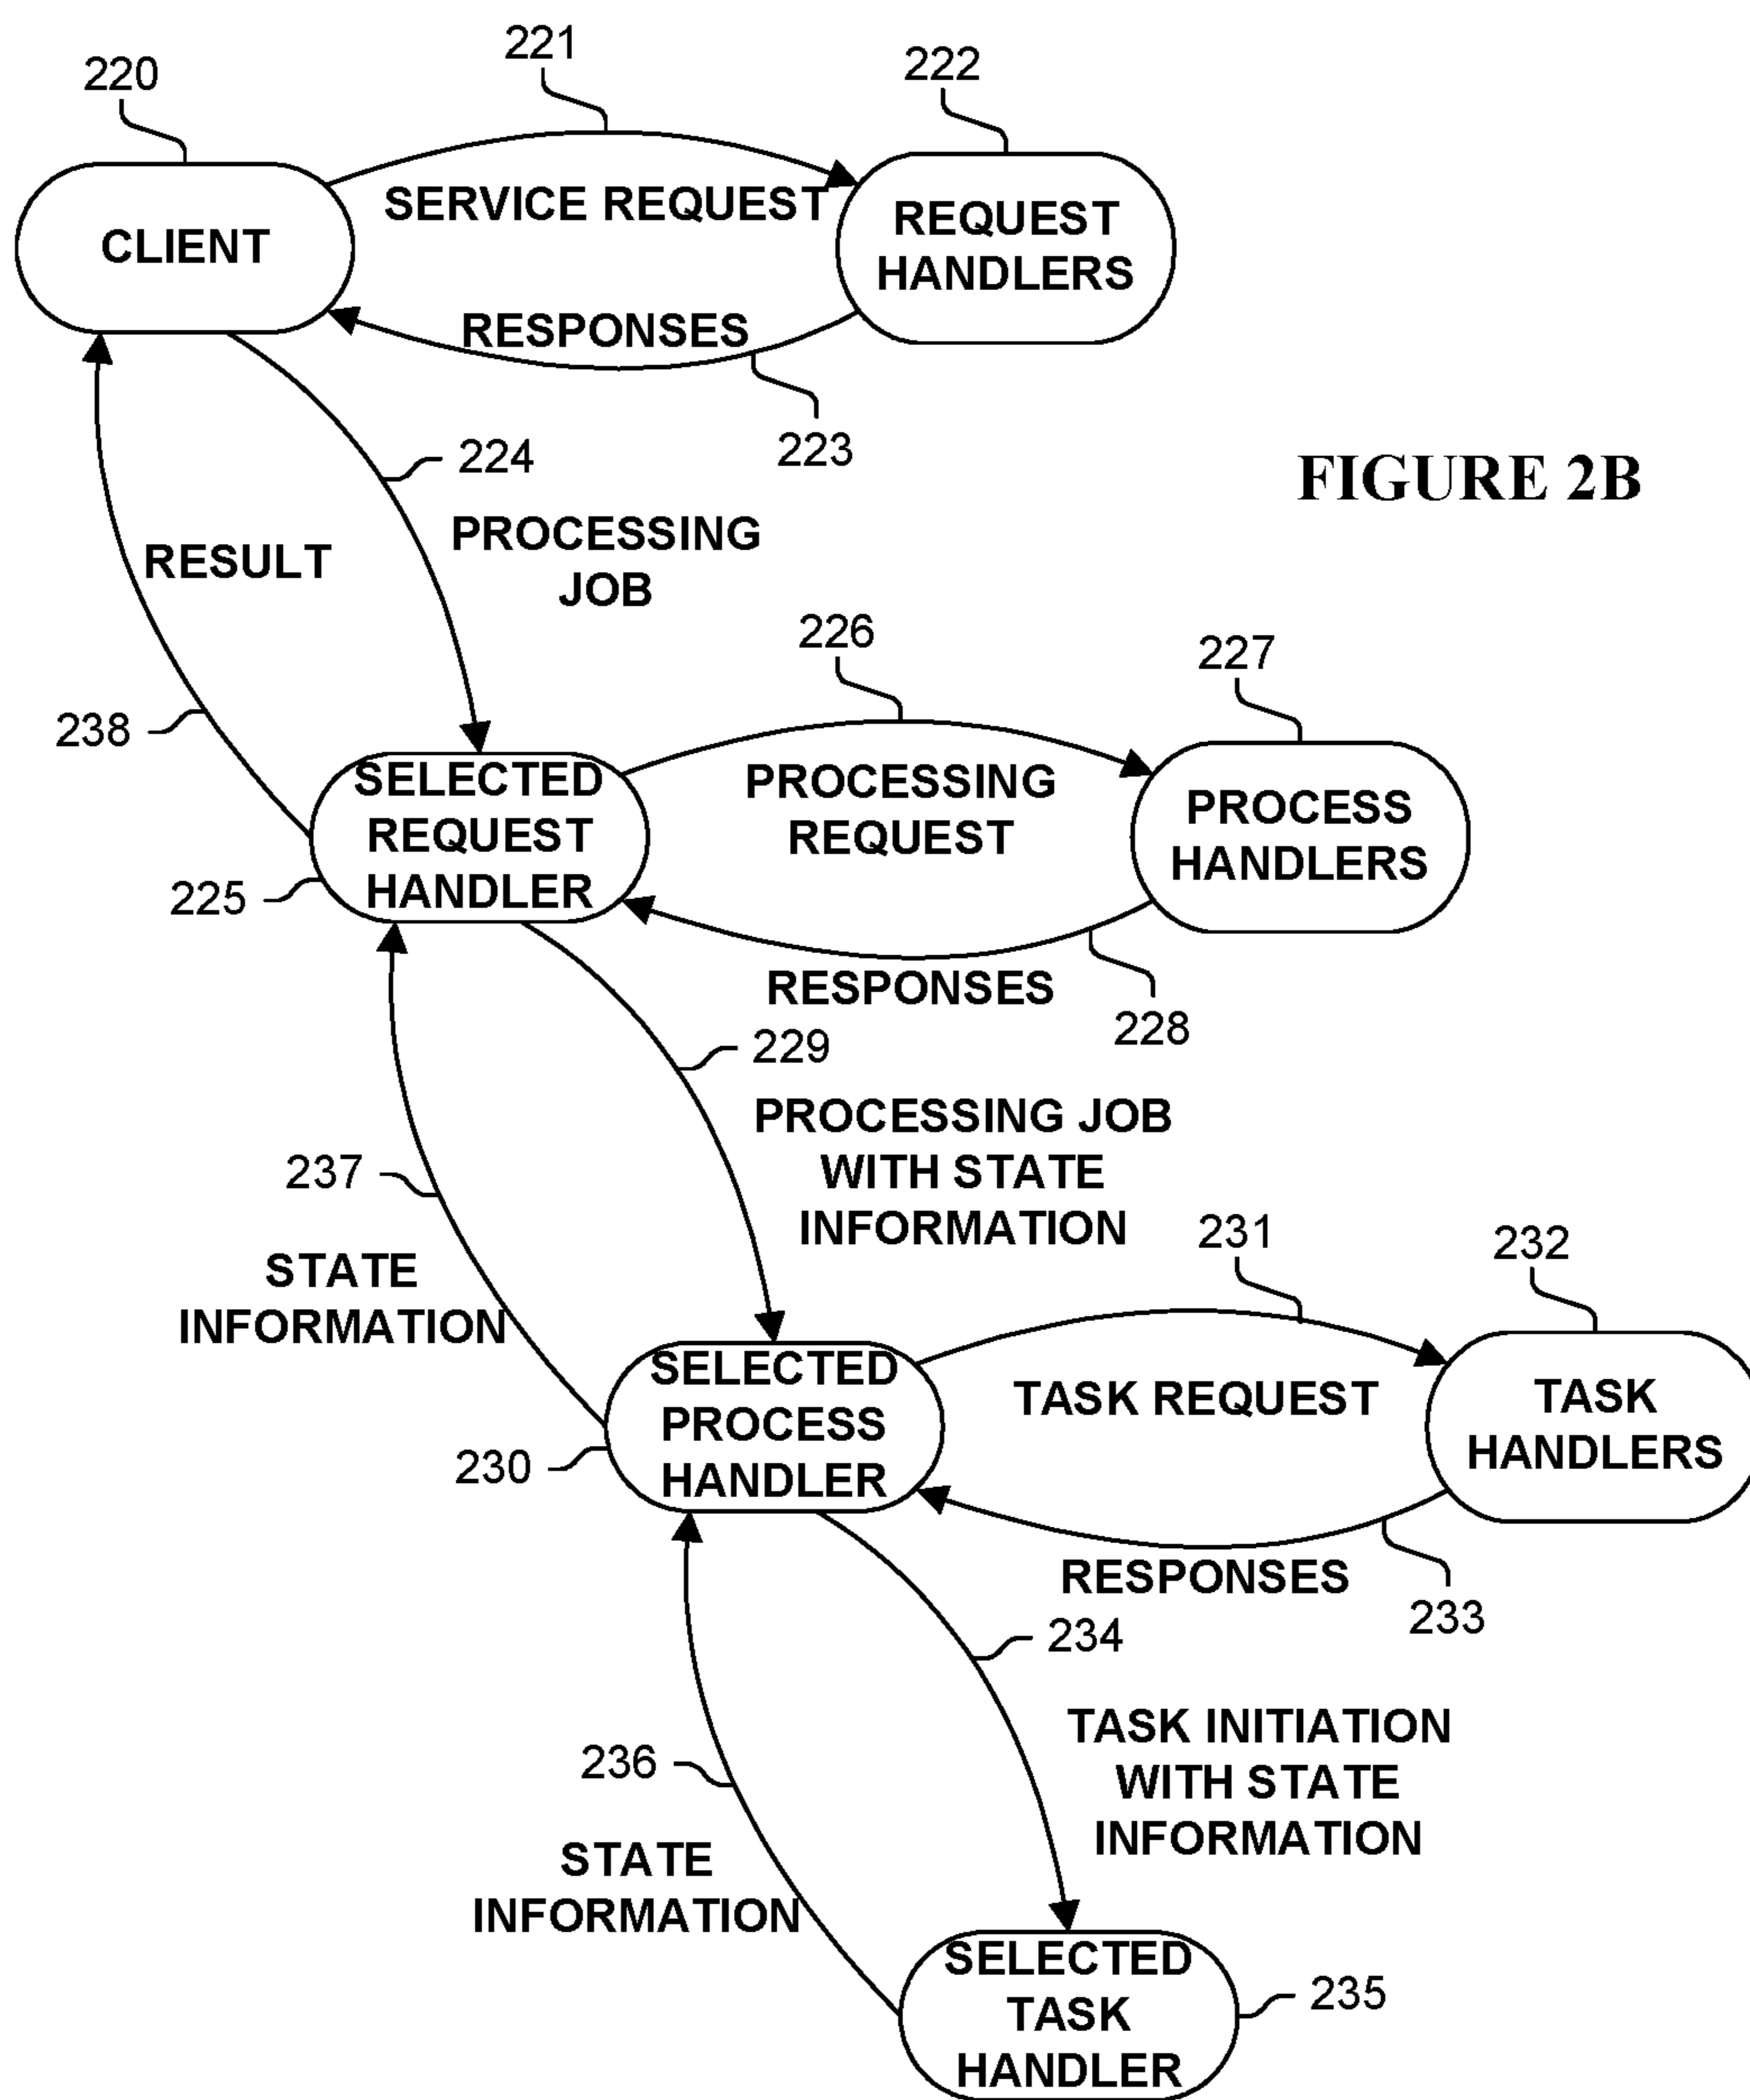 221
222
220
SERVICE REQUEST
REQUEST
HANDLERS
CLIENT
RESPONSES
223
224
FIGURE 2B
PROCESSING
JOB
RESULT
226
227
238
SELECTED
REQUEST
HANDLER
PROCESSING
REQUEST
PROCESS
HANDLERS
225
RESPONSES
228
229
PROCESSING JOB
WITH STATE
INFORMATION
237
231
232
STATE
INFORMATION
SELECTED
PROCESS
HANDLER
TASK REQUEST
TASK
HANDLERS
230
RESPONSES
233
234
TASK INITIATION
WITH STATE
INFORMATION
236
STATE
INFORMATION
SELECTED
TASK
HANDLER
235